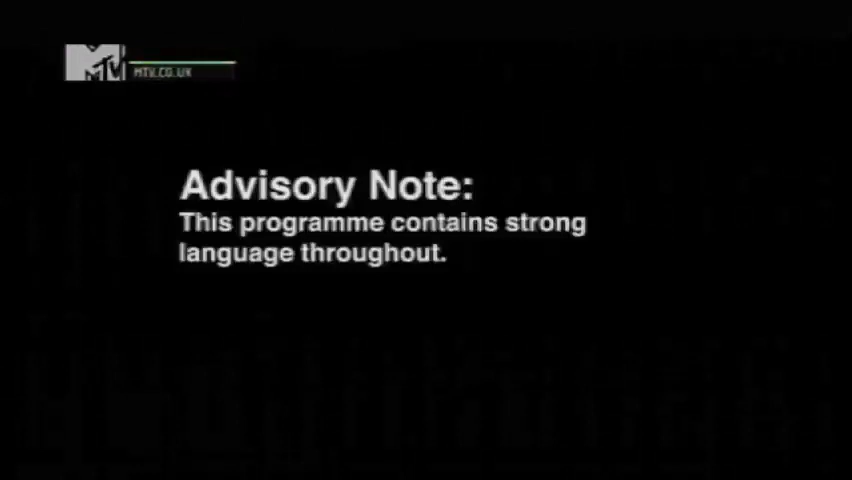 MTV
MTV.CO.UK
Advisory Note:
This programme contains strong
language throughout.